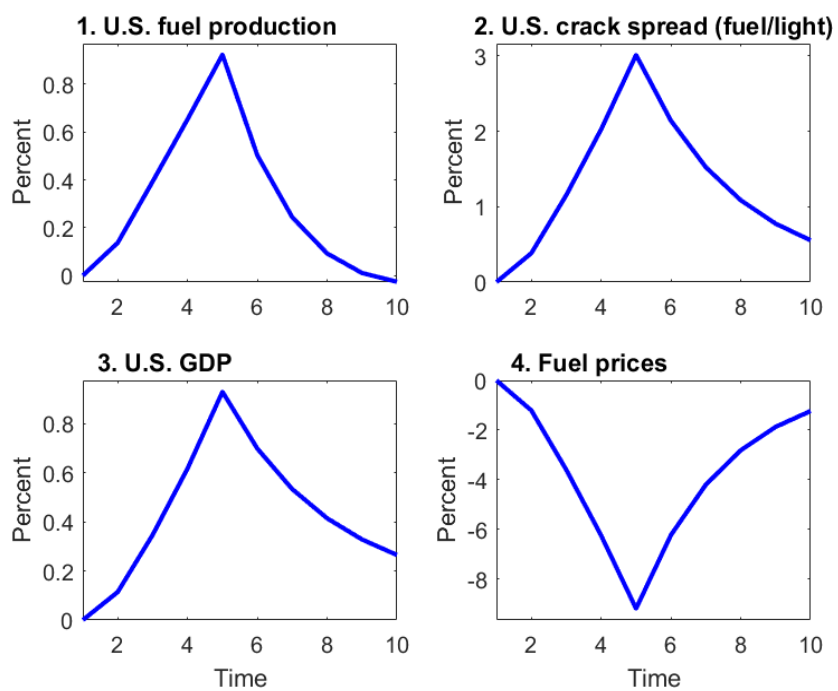 1. U.S. fuel production
Percent
0.8
0.6
0.4
0.2
0
2 4 6 8 10
2. U.S. crack spread (fuel/light)
Percent
3
2
1
0
2 4 6 8 10
3. U.S. GDP
Percent
0.8
0.6
0.4
0.2
0
2 4 6 8 10
Time
4. Fuel prices
Percent
0
-2
-4
-6
-8
2 4 6 8 10
Time